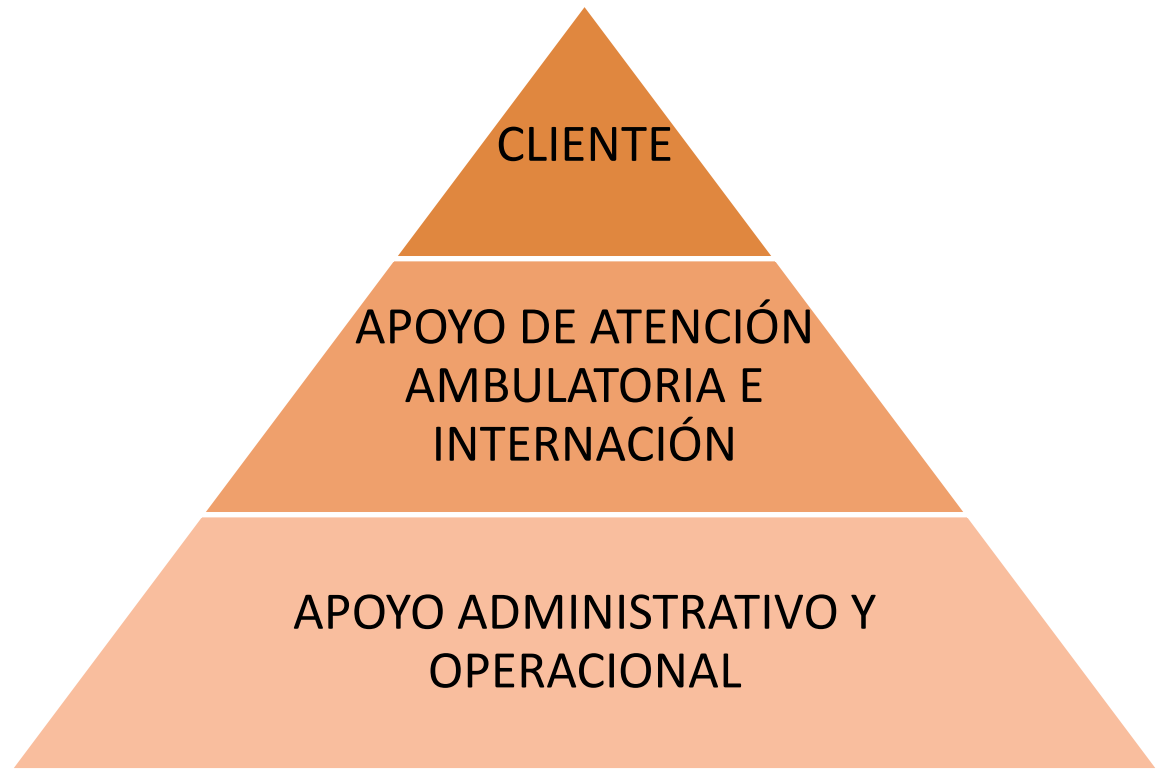 CLIENTE
APOYO DE ATENCIÓN
AMBULATORIA E
INTERNACIÓN
APOYO ADMINISTRATIVO Y
OPERACIONAL